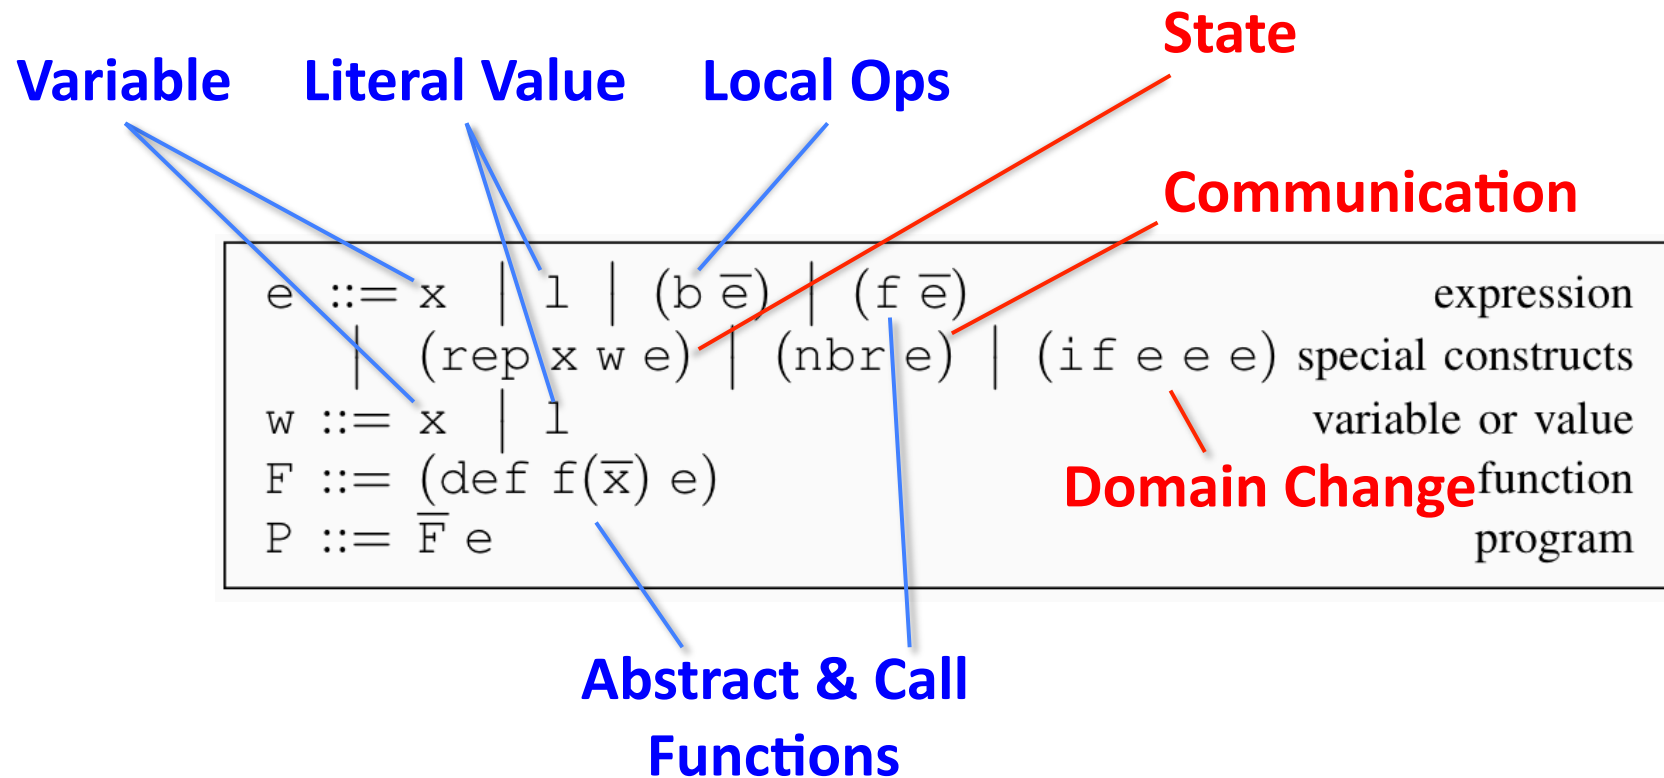 State
Variable Literal Value Local Ops
Communication
e ::= x | l | (b e̅) | (f e̅) expression
| (rep x w e) | (nbr e) | (if e e e) special constructs
w ::= x | l variable or value
F ::= (def f(x̅) e) function
Domain Change
P ::= F̅ e program
Abstract & Call
Functions